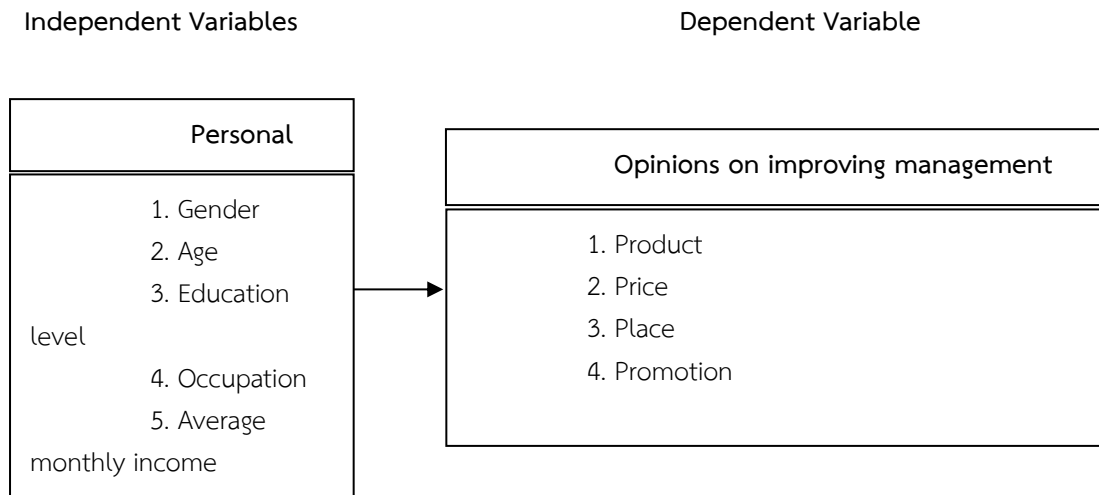 Independent Variables
Dependent Variable
Personal
1. Gender
2. Age
3. Education
level
4. Occupation
5. Average
monthly income
Opinions on improving management
1. Product
2. Price
3. Place
4. Promotion